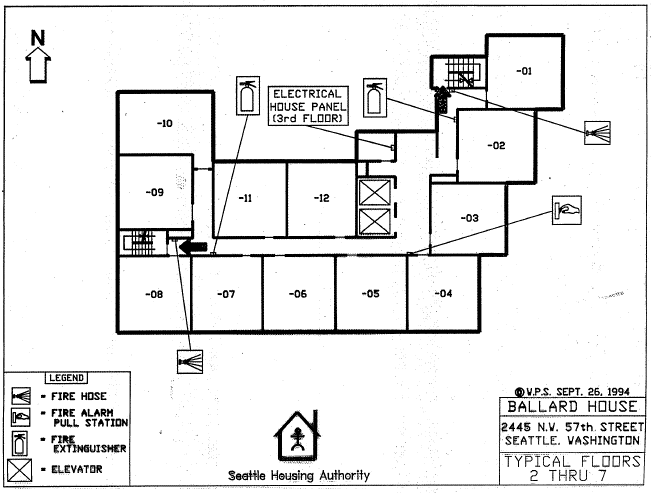 N
-01
ELECTRICAL
HOUSE PANEL
(3rd FLOOR)
-10
-02
-09
-11
-12
-03
-08
-07
-06
-05
-04
LEGEND
= FIRE HOSE
= FIRE ALARM
PULL STATION
= FIRE
EXTINGUISHER
= ELEVATOR
Seattle Housing Authority
© V.P.S. SEPT. 26, 1994
BALLARD HOUSE
2445 N.W. 57th. STREET
SEATTLE, WASHINGTON
TYPICAL FLOORS
2 THRU 7